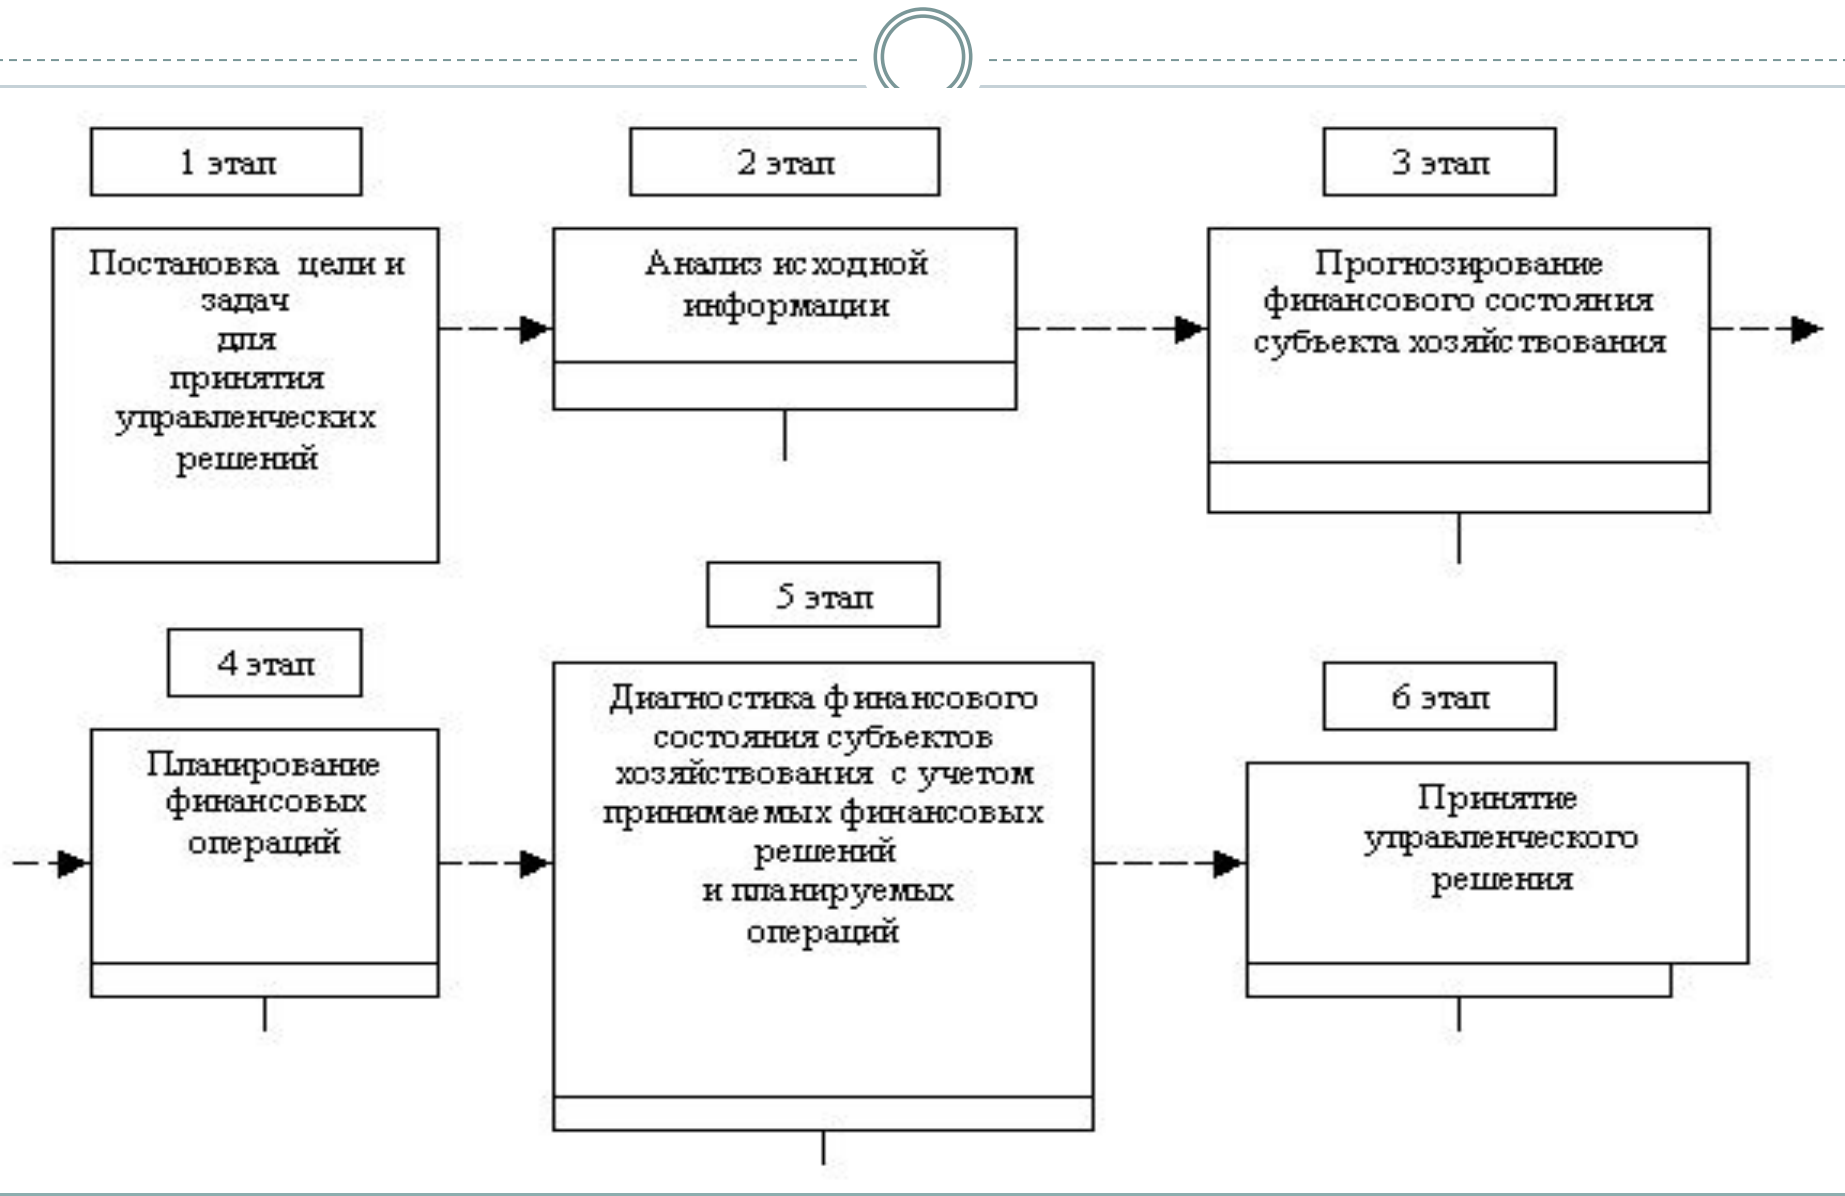 1 этап
Постановка цели и
задач
для
принятия
управленческих
решений
2 этап
Анализ исходной
информации
3 этап
Прогнозирование
финансового состояния
субъекта хозяйствования
4 этап
Планирование
финансовых
операций
5 этап
Диагностика финансового
состояния субъектов
хозяйствования с учетом
принимаемых финансовых
решений
и планируемых
операций
6 этап
Принятие
управленческого
решения